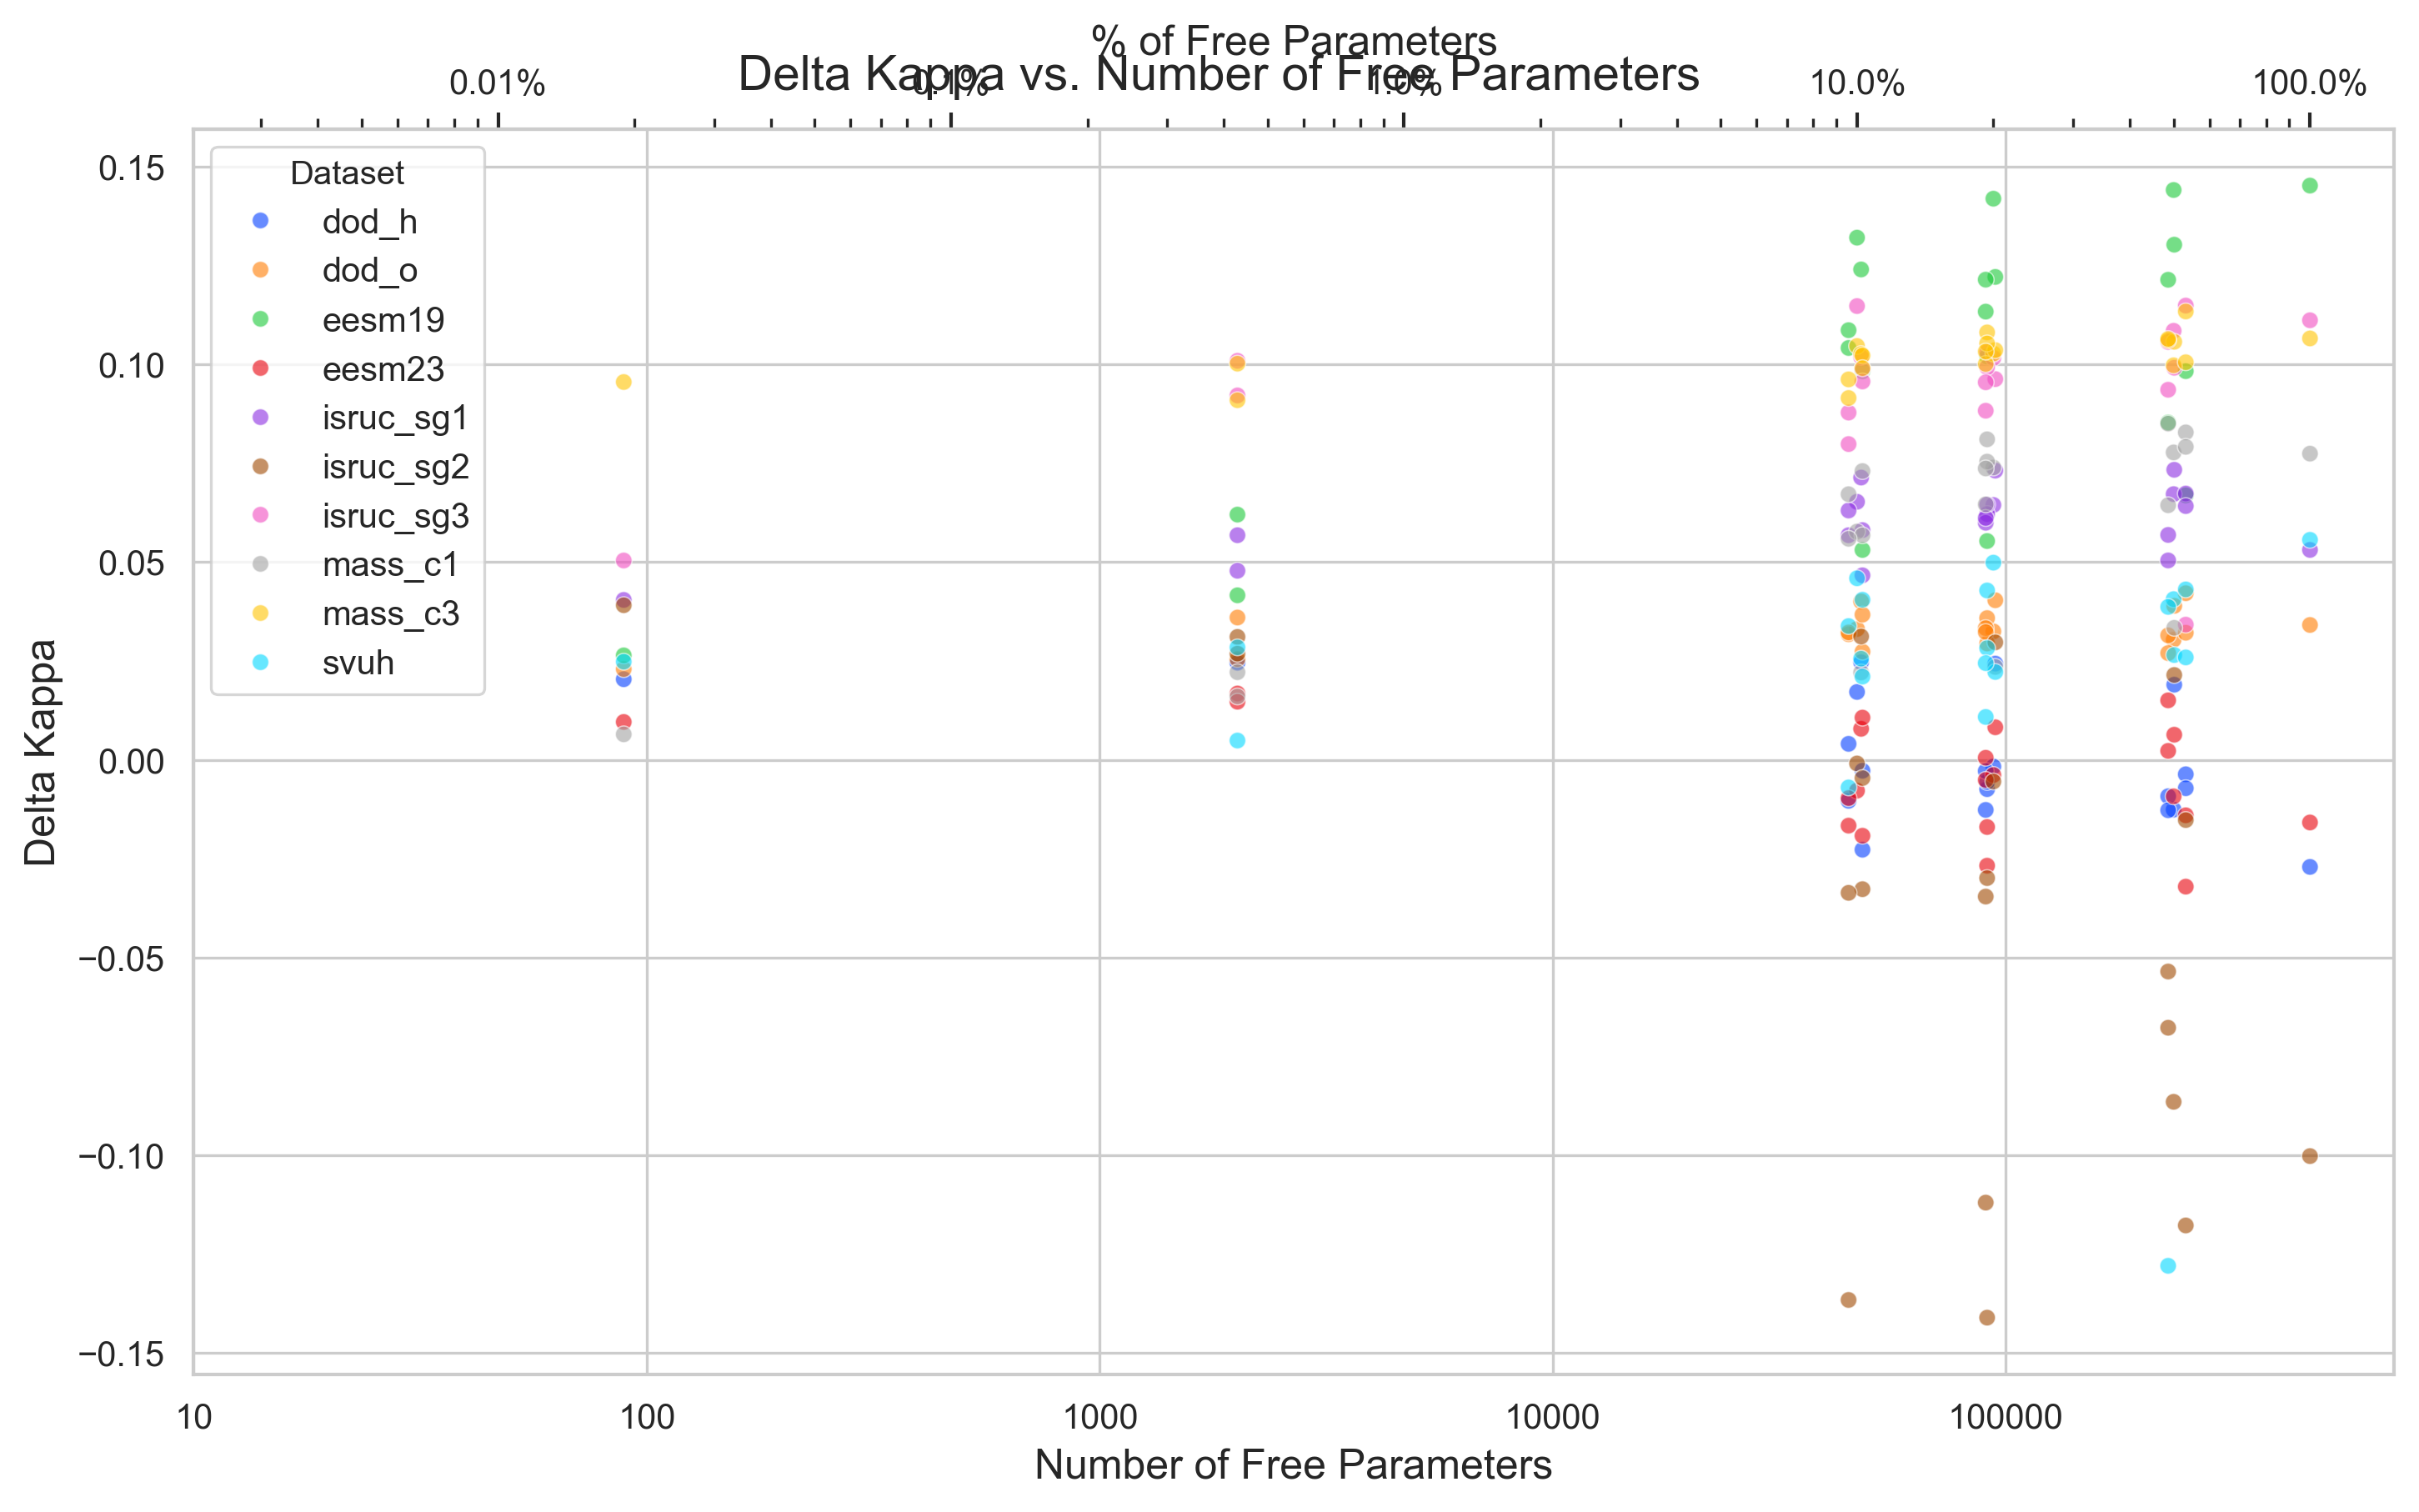 % of Free Parameters
Delta Kappa vs. Number of Free Parameters
0.01% 0.1% 1.0% 10.0% 100.0%
0.15
0.10
0.05
0.00
−0.05
−0.10
−0.15
Delta Kappa
Dataset
dod_h
dod_o
eesm19
eesm23
isruc_sg1
isruc_sg2
isruc_sg3
mass_c1
mass_c3
svuh
10 100 1000 10000 100000
Number of Free Parameters